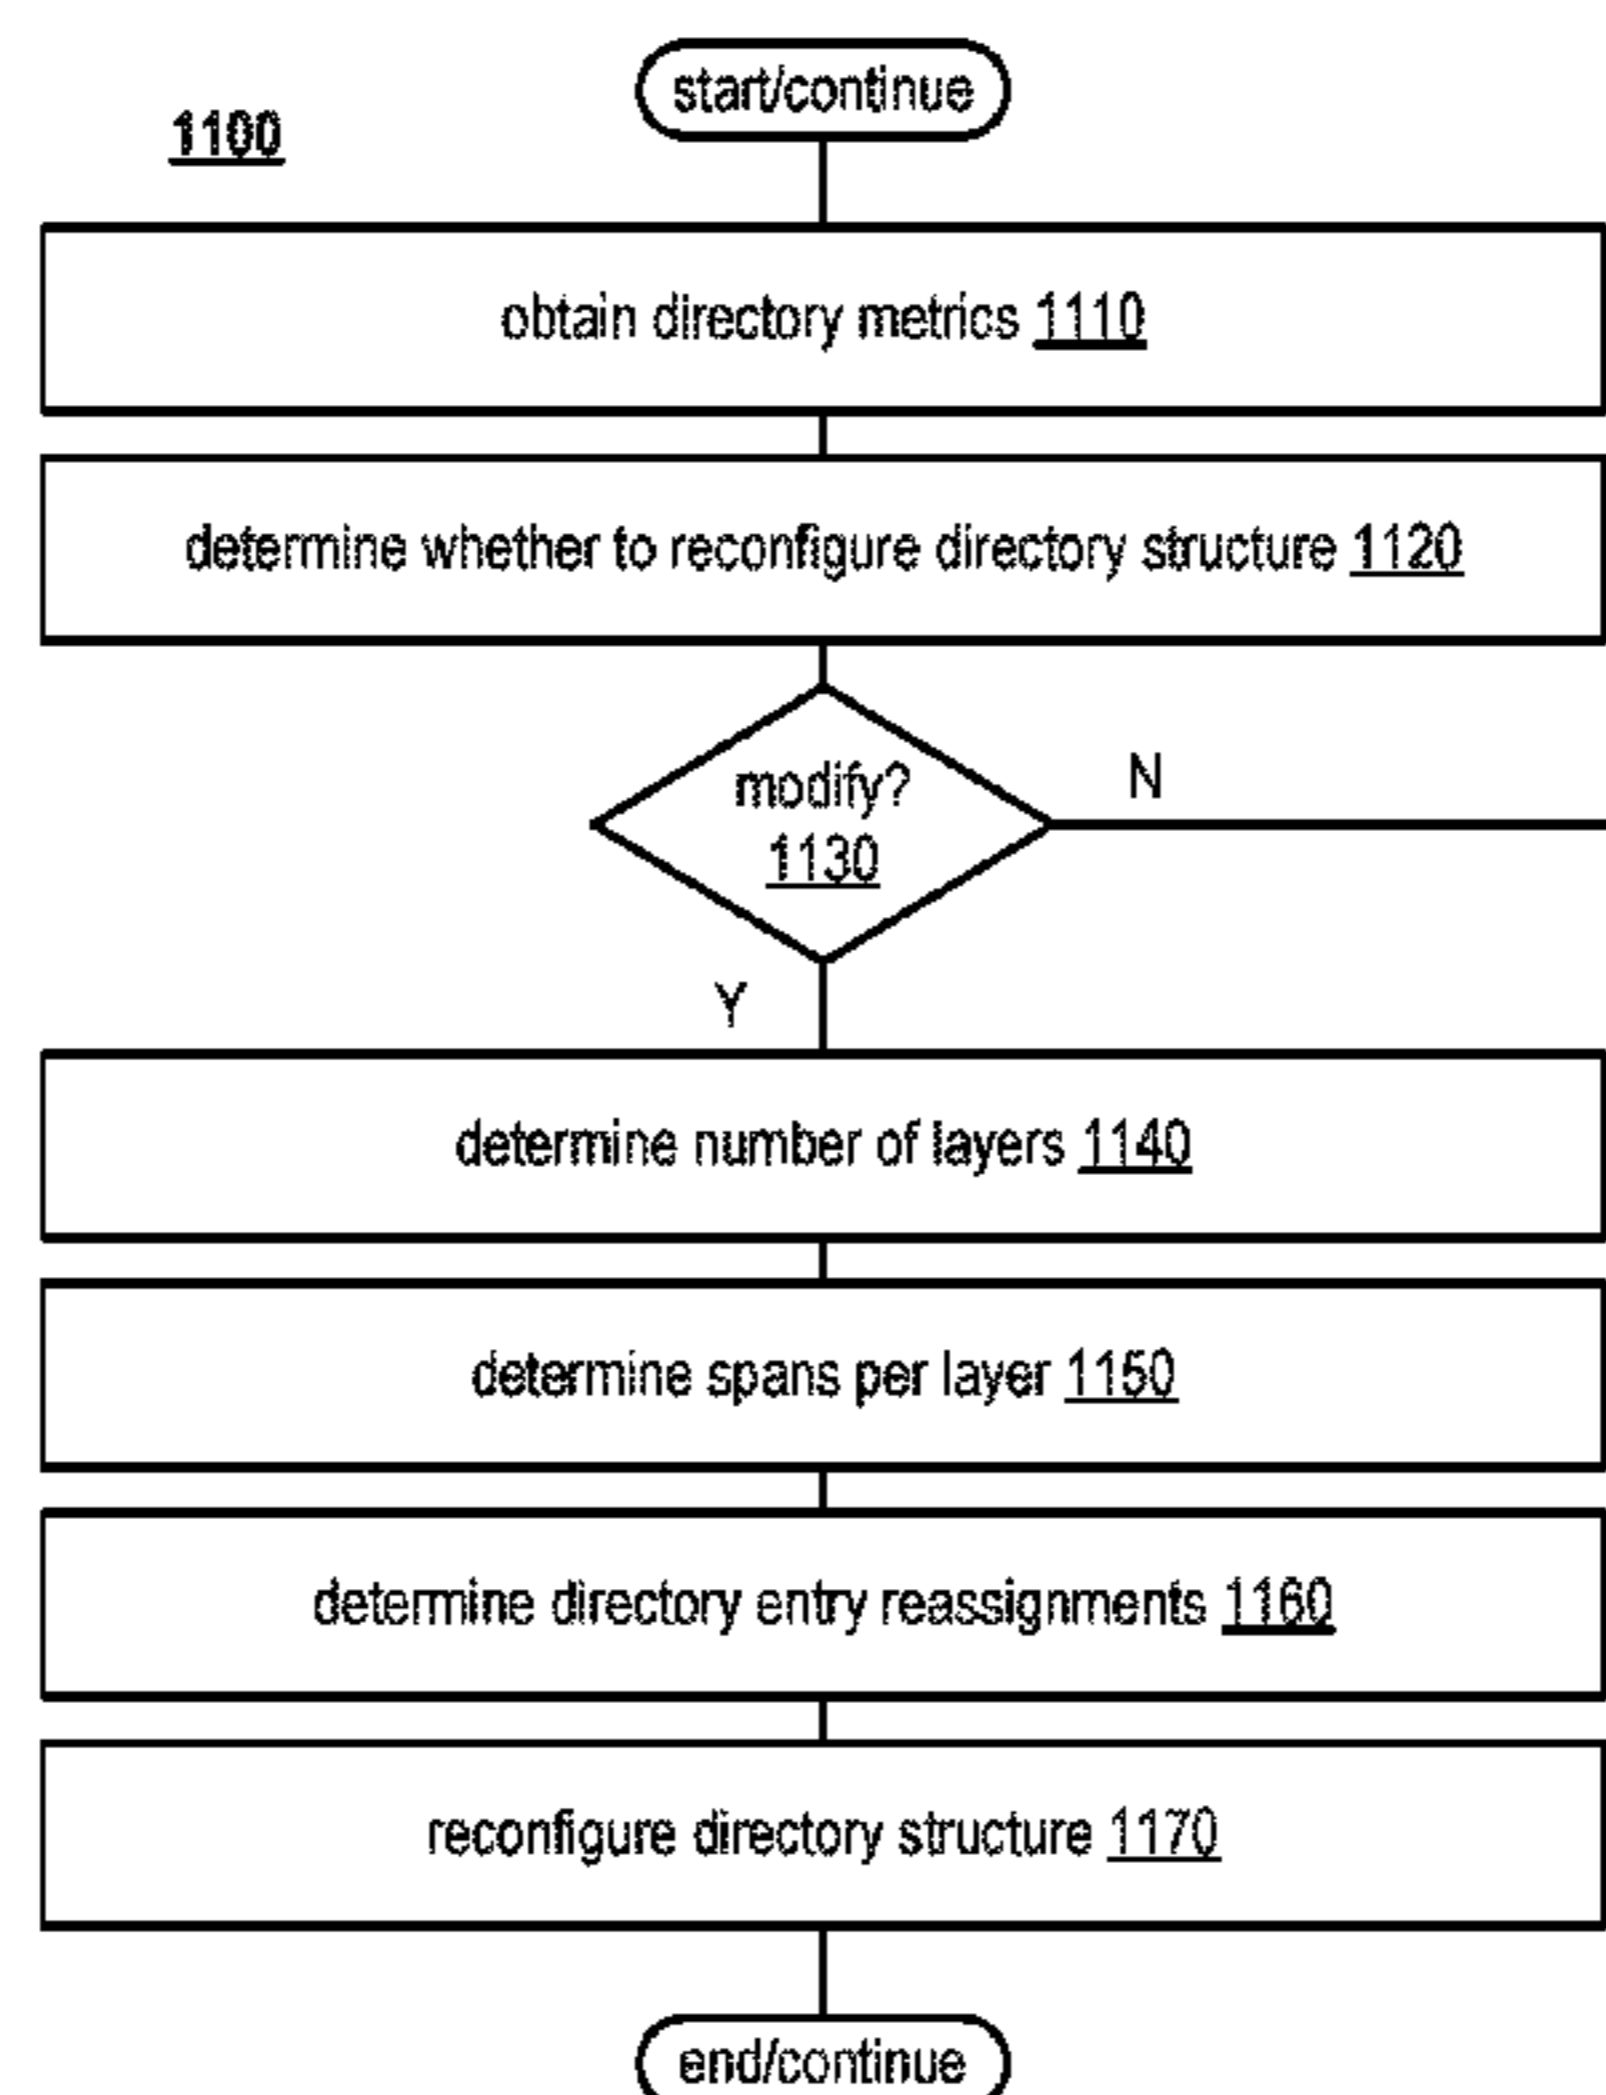 start/continue
1100
obtain directory metrics 1110
determine whether to reconfigure directory structure 1120
modify?
1130
N
Y
determine number of layers 1140
determine spans per layer 1150
determine directory entry reassignments 1160
reconfigure directory structure 1170
end/continue